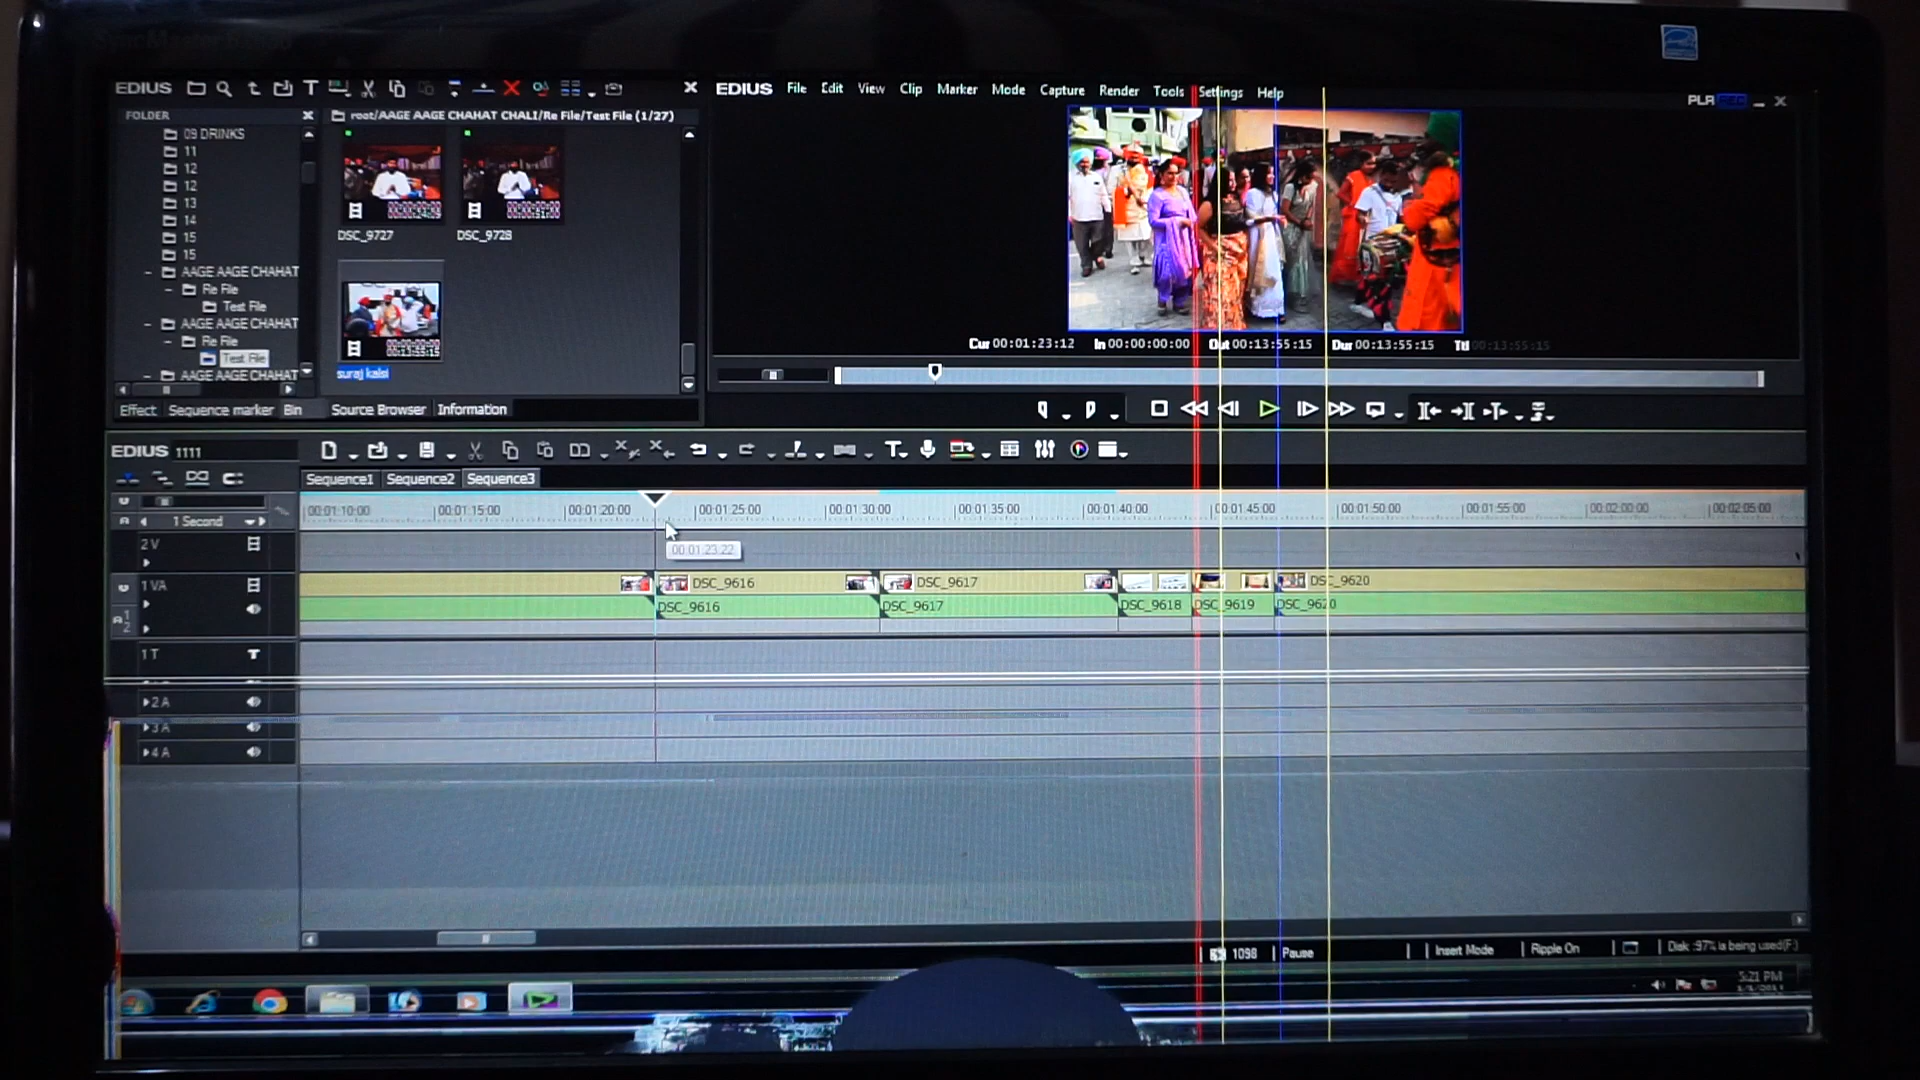 SyncMaster
EDIUS
EDIUS File Edit View Clip Marker Mode Capture Render Tools Settings Help
PLR REC
FOLDER
root/AAGE AAGE CHAHAT CHALI/Re File/Test File (1/27)
09 DRINKS
11
12
12
13
14
15
15
AAGE AAGE CHAHAT
Re File
Test File
AAGE AAGE CHAHAT
Re File
Test File
AAGE AAGE CHAHAT
DSC_9727 DSC_9728
suraj kalsi
Cur 00:01:23:12 In 00:00:00:00 Out 00:13:55:15 Dur 00:13:55:15 Ttl 00:13:55:15
Effect Sequence marker Bin Source Browser Information
EDIUS 1111
Sequence1 Sequence2 Sequence3
1 Second
00:01:10:00 00:01:15:00 00:01:20:00 00:01:25:00 00:01:30:00 00:01:35:00 00:01:40:00 00:01:45:00 00:01:50:00 00:01:55:00 00:02:00:00 00:02:05:00
00:01:23:22
2 V
1 VA DSC_9616 DSC_9617 DSC_9620
DSC_9616 DSC_9617 DSC_9618 DSC_9619 DSC_9620
A 1 2
1 T T
2 A
3 A
4 A
1098 Pause Insert Mode Ripple On Disk :97% is being used(F:)
5:21 PM